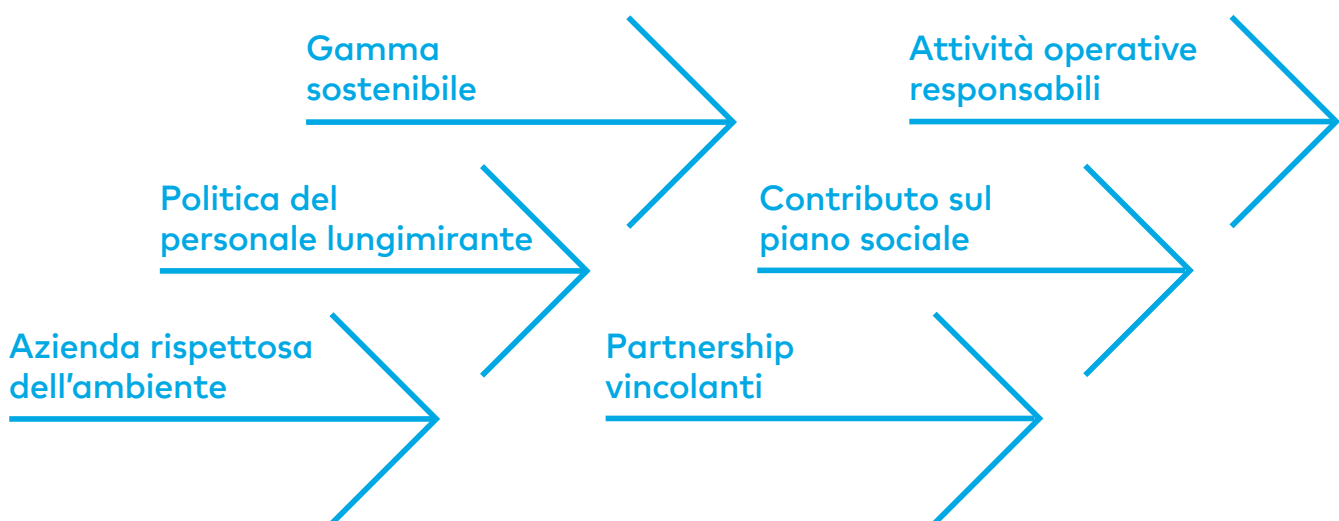 Gamma
sostenibile
Attività operative
responsabili
Politica del
personale lungimirante
Contributo sul
piano sociale
Azienda rispettosa
dell’ambiente
Partnership
vincolanti